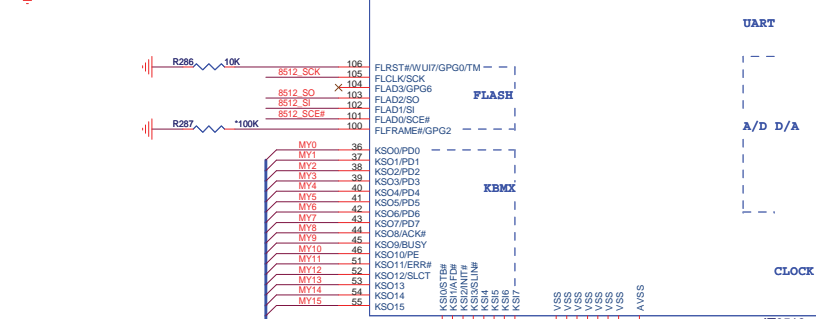 UART
R286 10K 106 FLRST#/WUI7/GPG0/TM
8512_SCK 105 FLCLK/SCK
104 FLAD3/GPG6
8512_SO 103 FLAD2/SO
FLASH
8512_SI 102 FLAD1/SI
8512_SCE# 101 FLAD0/SCE#
R287 *100K 100 FLFRAME#/GPG2
A/D D/A
MY0 36 KSO0/PD0
MY1 37 KSO1/PD1
MY2 38 KSO2/PD2
MY3 39 KSO3/PD3
KBMX
MY4 40 KSO4/PD4
MY5 41 KSO5/PD5
MY6 42 KSO6/PD6
MY7 43 KSO7/PD7
MY8 44 KSO8/ACK#
MY9 45 KSO9/BUSY
MY10 46 KSO10/PE
MY11 51 KSO11/ERR#
MY12 52 KSO12/SLCT
MY13 53 KSO13
MY14 54 KSO14
MY15 55 KSO15
CLOCK
KSI0/STB#
KSI1/AFD#
KSI2/INIT#
KSI3/SLIN#
KSI4
KSI5
KSI6
KSI7
VSS
VSS
VSS
VSS
VSS
VSS
VSS
AVSS